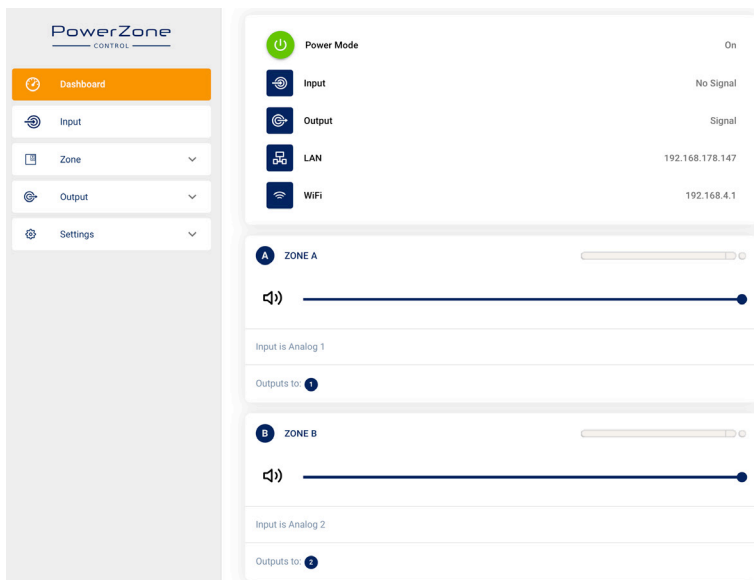 PowerZone
CONTROL
Dashboard
Input
Zone
Output
Settings
Power Mode On
Input No Signal
Output Signal
LAN 192.168.178.147
WiFi 192.168.4.1
A ZONE A
Input is Analog 1
Outputs to: 1
B ZONE B
Input is Analog 2
Outputs to: 2